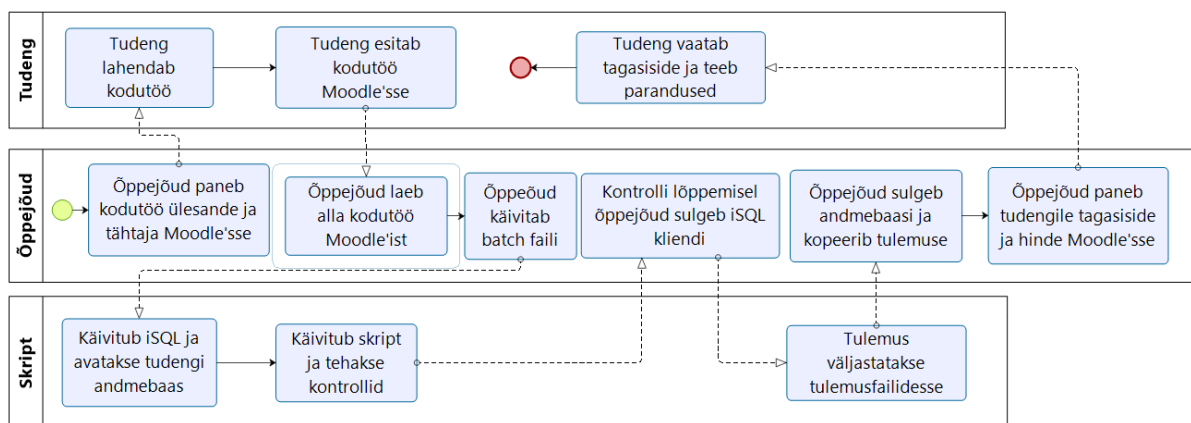 Tudeng
Tudeng
lahendab
kodutöö
Tudeng esitab
kodutöö
Moodle'sse
Tudeng vaatab
tagasiside ja teeb
parandused
Õppejõud
Õppejõud paneb
kodutöö ülesande ja
tähtaja Moodle'sse
Õppejõud laeb
alla kodutöö
Moodle'ist
Õppeõud
käivitab
batch faili
Kontrolli lõppemisel
õppejõud sulgeb iSQL
kliendi
Õppejõud sulgeb
andmebaasi ja
kopeerib tulemuse
Õppejõud paneb
tudengile tagasiside
ja hinde Moodle'sse
Skript
Käivitub iSQL ja
avatakse tudengi
andmebaas
Käivitub skript
ja tehakse
kontrollid
Tulemus
väljastatakse
tulemusfailidesse